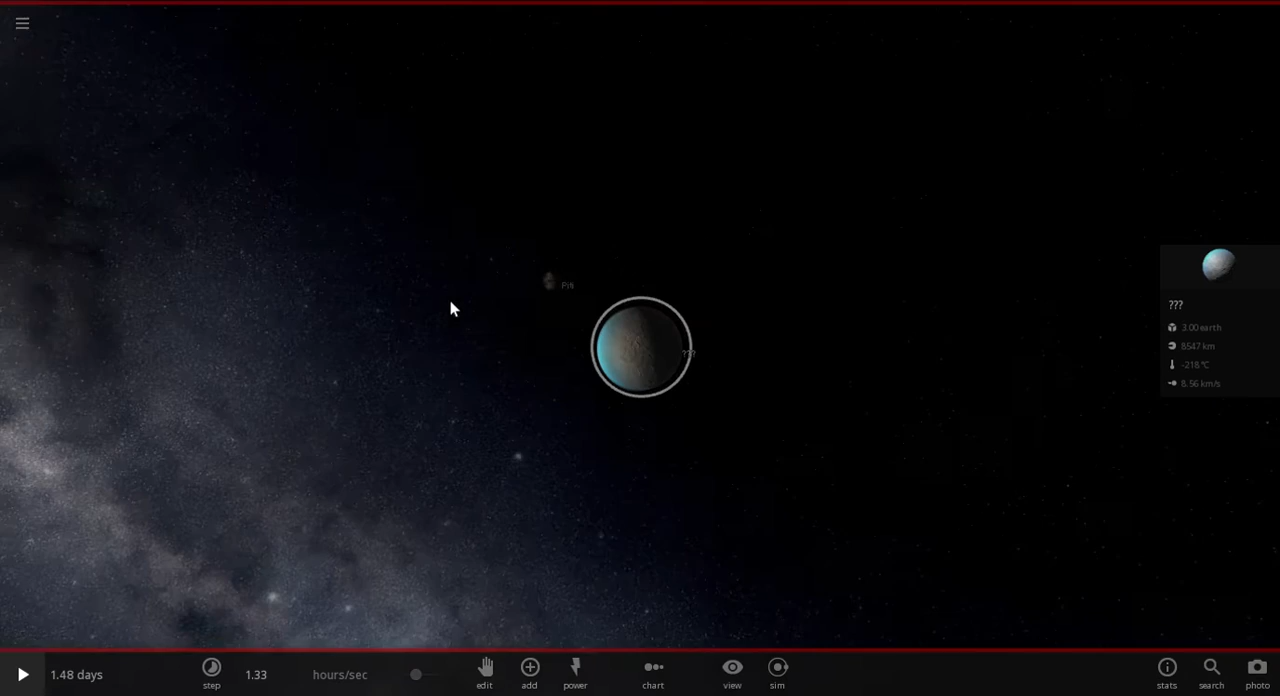 Pifi
???
???
3.00 earth
8547 km
-218 °C
8.56 km/s
1.48 days
step
1.33
hours/sec
edit
add
power
chart
view
sim
stats
search
photo